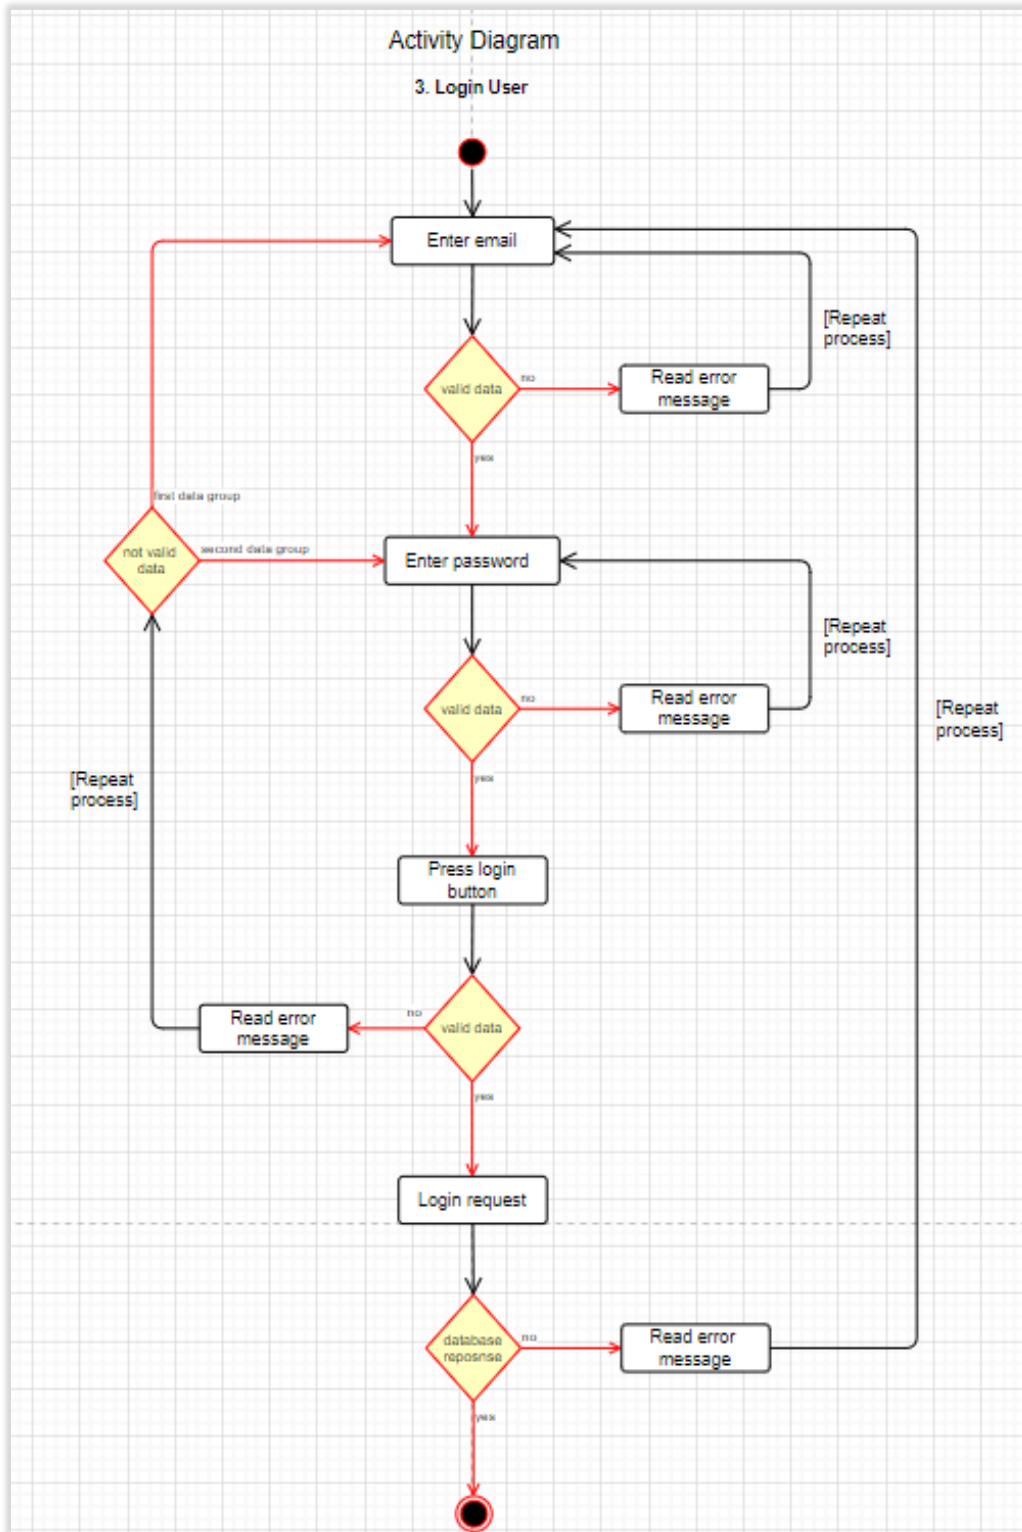 Activity Diagram
3. Login User
Enter email
[Repeat
process]
valid data
no
Read error
message
yes
first data group
not valid
data
second data group
Enter password
[Repeat
process]
valid data
no
Read error
message
[Repeat
process]
yes
[Repeat
process]
Press login
button
Read error
message
no
valid data
yes
Login request
database
reposnse
no
Read error
message
yes